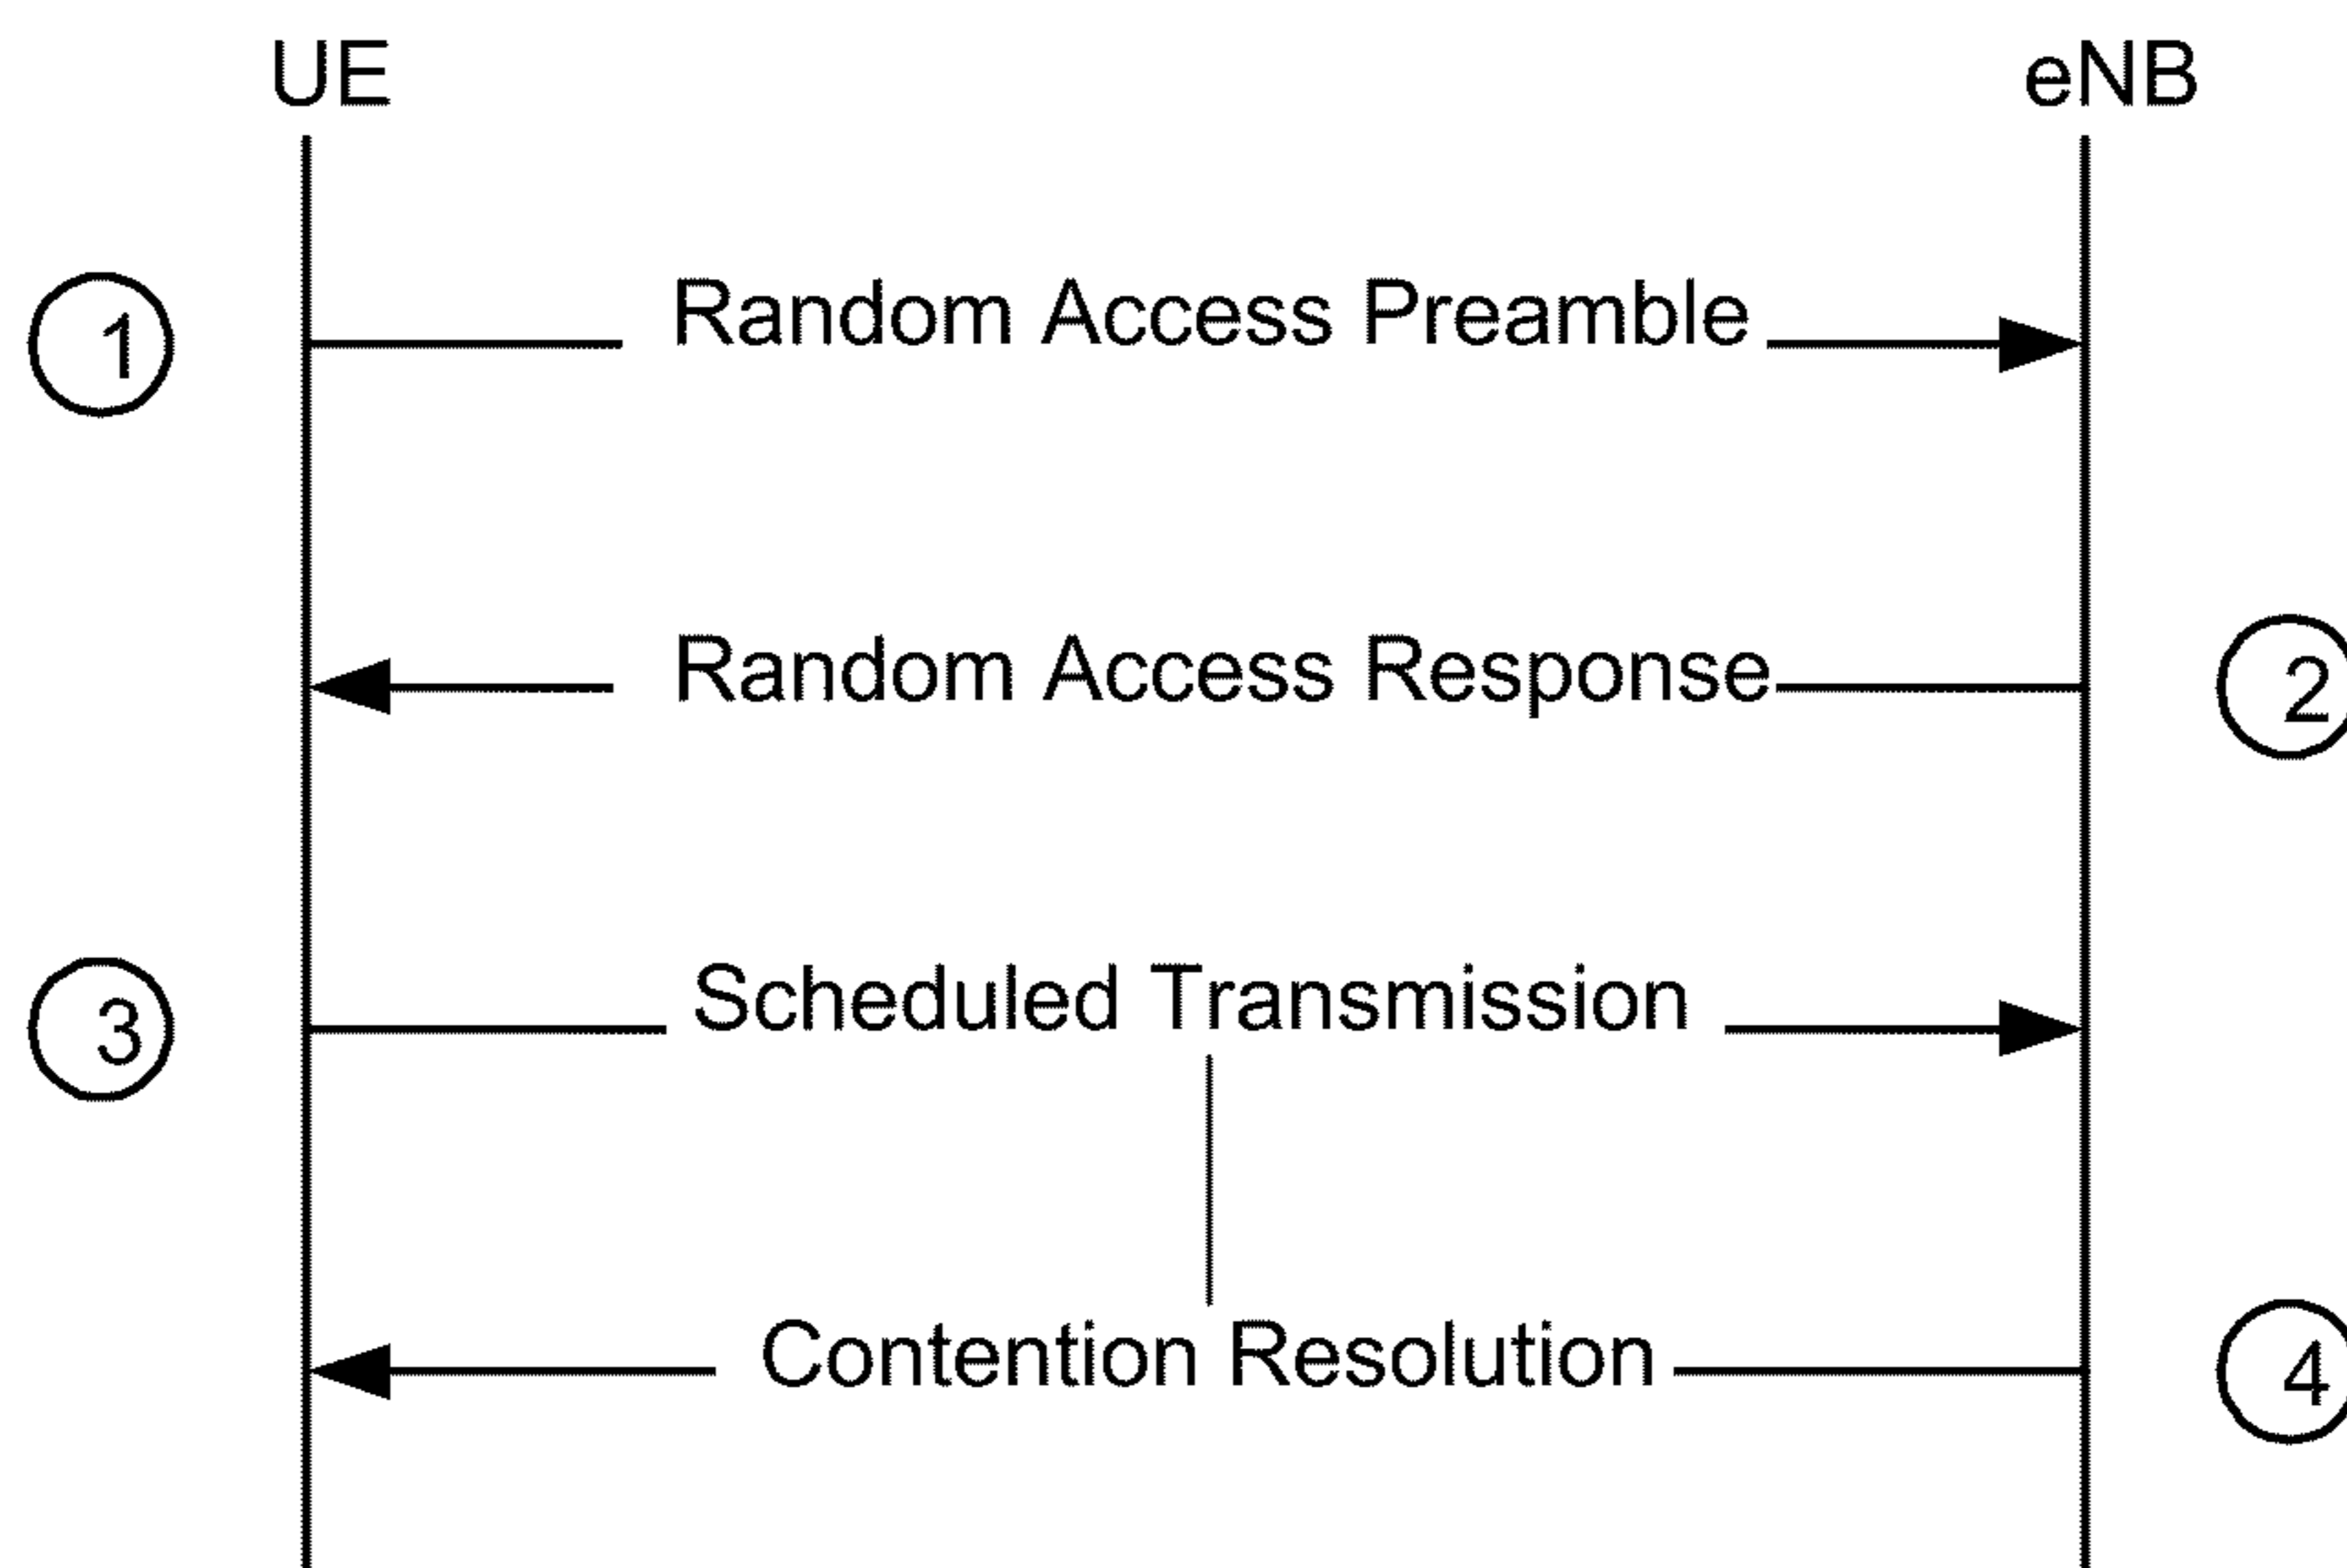 UE eNB
1 Random Access Preamble
Random Access Response 2
3 Scheduled Transmission
Contention Resolution 4